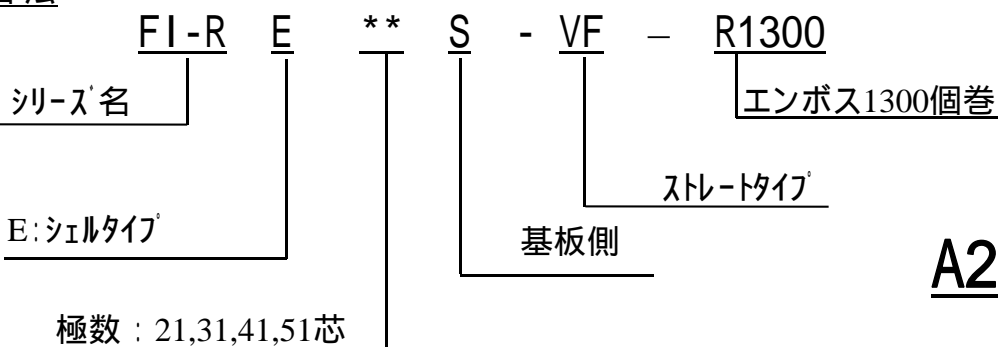 FI-R E ** S - VF – R1300
シリーズ名
エンボス1300個巻
ストレートタイプ
E:シェルタイプ
基板側
A2
極数：21,31,41,51芯